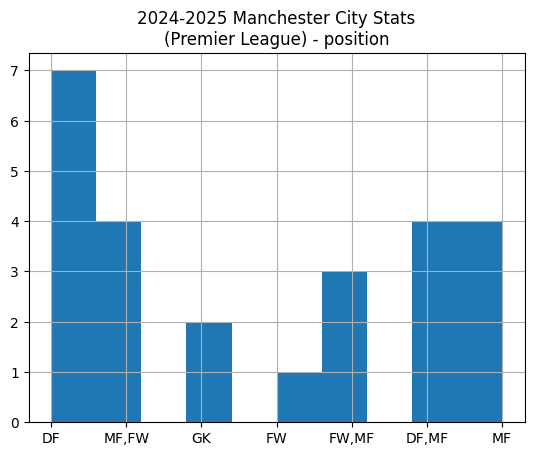 2024-2025 Manchester City Stats
(Premier League) - position
7
6
5
4
3
2
1
0
DF MF,FW GK FW FW,MF DF,MF MF